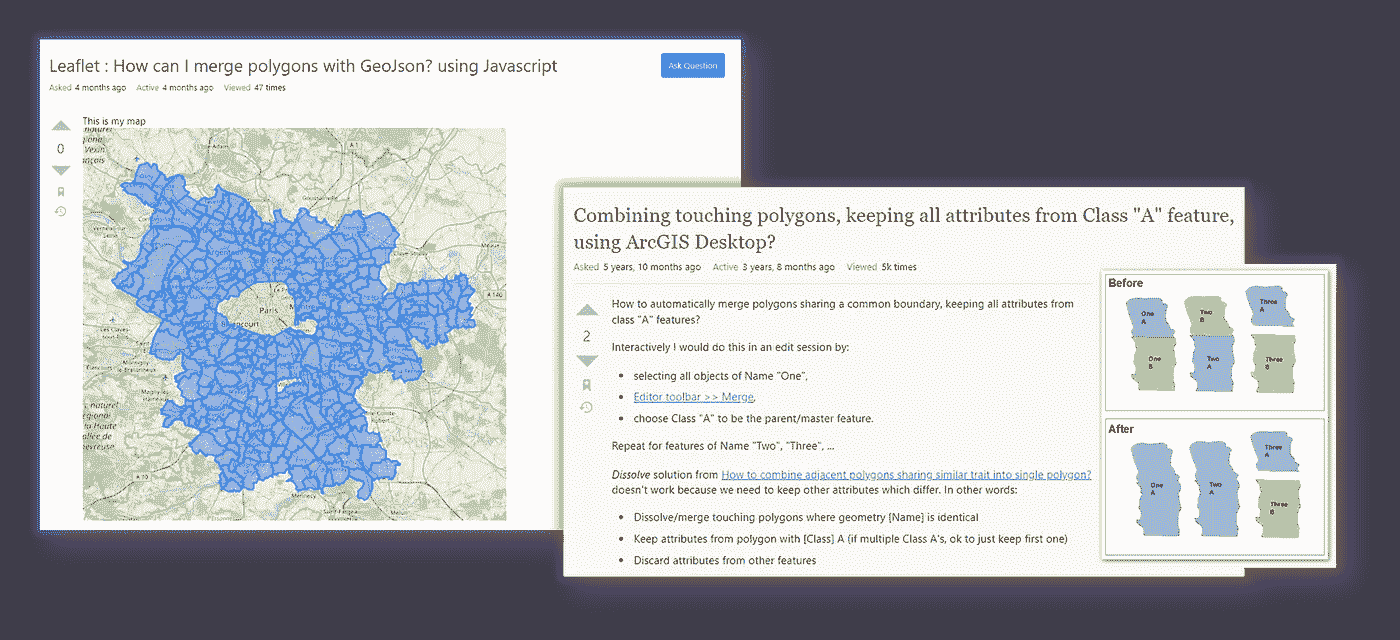 Leaflet : How can I merge polygons with GeoJson? using Javascript
Ask Question
Asked 4 months ago Active 4 months ago Viewed 47 times
This is my map
0
Paris
A 1
A 140
A 10
Combining touching polygons, keeping all attributes from Class "A" feature,
using ArcGIS Desktop?
Asked 5 years, 10 months ago Active 3 years, 8 months ago Viewed 5k times
2
How to automatically merge polygons sharing a common boundary, keeping all attributes from
class "A" features?
Interactively I would do this in an edit session by:
• selecting all objects of Name "One",
• Editor toolbar >> Merge,
• choose Class "A" to be the parent/master feature.
Repeat for features of Name "Two", "Three", ...
Dissolve solution from How to combine adjacent polygons sharing similar trait into single polygon?
doesn't work because we need to keep other attributes which differ. In other words:
• Dissolve/merge touching polygons where geometry [Name] is identical
• Keep attributes from polygon with [Class] A (if multiple Class A's, ok to just keep first one)
• Discard attributes from other features
Before
One
A
Two
B
Three
A
One
B
Two
A
Three
B
After
One
A
Two
A
Three
A
Three
B